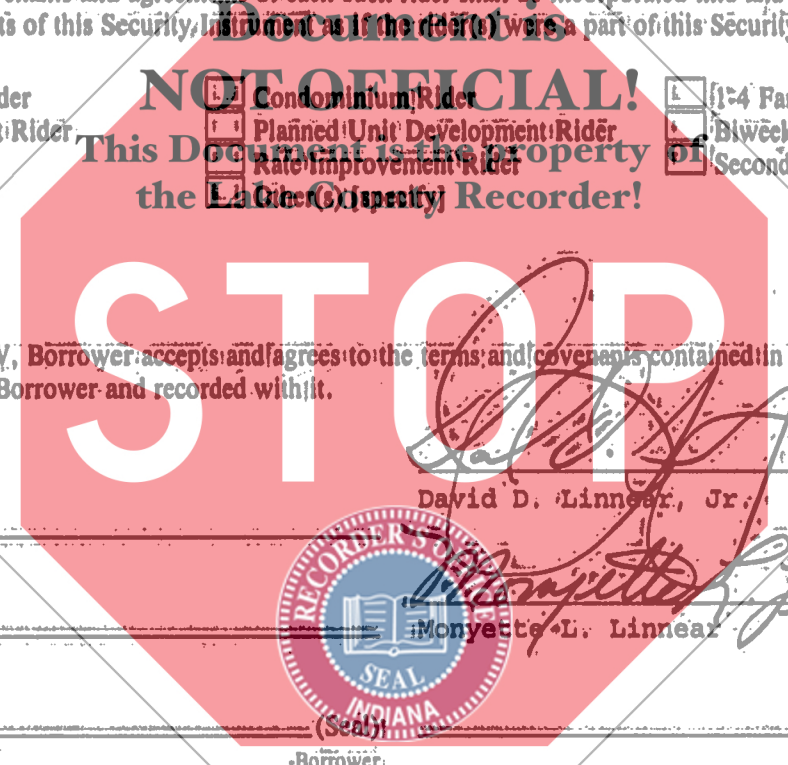 ts of this Security Instrument as if the rider(s) were a part of this Security
Document is
NOT OFFICIAL!
This Document is the property of
the Lake County Recorder!
der
Condominium Rider
1-4 Fam
Rider
Planned Unit Development Rider
Biweek
Rate Improvement Rider
Second
Other(s) [specify]
STOP
, Borrower accepts and agrees to the terms and covenants contained in
Borrower and recorded with it.
David D. Linnear, Jr.
Monyette L. Linnear
RECORDER'S OFFICE
SEAL
INDIANA
(Seal)
-Borrower